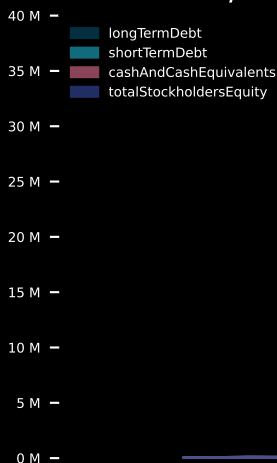 40 M
longTermDebt
shortTermDebt
35 M
cashAndCashEquivalents
totalStockholdersEquity
30 M
25 M
20 M
15 M
10 M
5 M
0 M